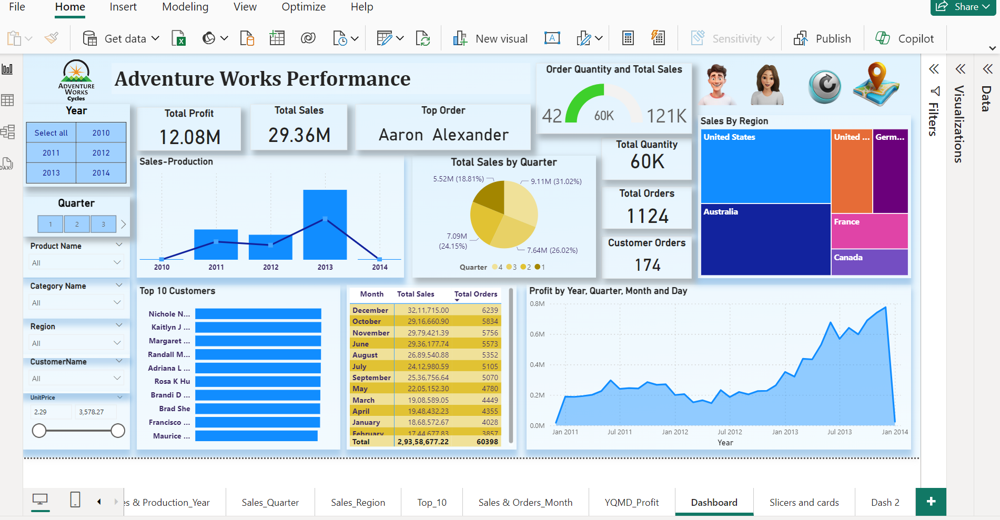 File Home Insert Modeling View Optimize Help
Share
Get data
New visual
Sensitivity
Publish
Copilot
ADVENTURE
WORKS
Cycles
Adventure Works Performance
Year
Select all 2010
2011 2012
2013 2014
Quarter
1 2 3
Product Name
All
Category Name
All
Region
All
CustomerName
All
UnitPrice
2.29 3,578.27
Total Profit
12.08M
Total Sales
29.36M
Top Order
Aaron Alexander
Order Quantity and Total Sales
42 60K 121K
Sales-Production
2010 2011 2012 2013 2014
Total Sales by Quarter
5.52M (18.81%)
9.11M (31.02%)
7.09M
(24.15%)
7.64M (26.02%)
Quarter 4 3 2 1
Total Quantity
60K
Total Orders
1124
Customer Orders
174
Sales By Region
United States
United ...
Germ...
Australia
France
Canada
Top 10 Customers
Nichole N...
Kaitlyn J ...
Margaret ...
Randall M...
Adriana L ...
Rosa K Hu
Brandi D ...
Brad She
Francisco ...
Maurice ...
Month Total Sales Total Orders
December 32,11,715.00 6239
October 29,16,660.90 5834
November 29,79,421.39 5756
June 29,36,177.74 5573
August 26,89,540.88 5352
July 24,12,980.59 5105
September 25,36,756.64 5070
May 22,05,152.30 4780
March 19,08,589.05 4449
April 19,48,432.23 4355
January 18,68,572.67 4028
February 17,44,677.83 3857
Total 2,93,58,677.22 60398
Profit by Year, Quarter, Month and Day
0.8M
0.6M
0.4M
0.2M
0.0M
Jan 2011 Jul 2011 Jan 2012 Jul 2012 Jan 2013 Jul 2013 Jan 2014
Year
Filters
Visualizations
Data
DAX
es & Production_Year Sales_Quarter Sales_Region Top_10 Sales & Orders_Month YQMD_Profit Dashboard Slicers and cards Dash 2